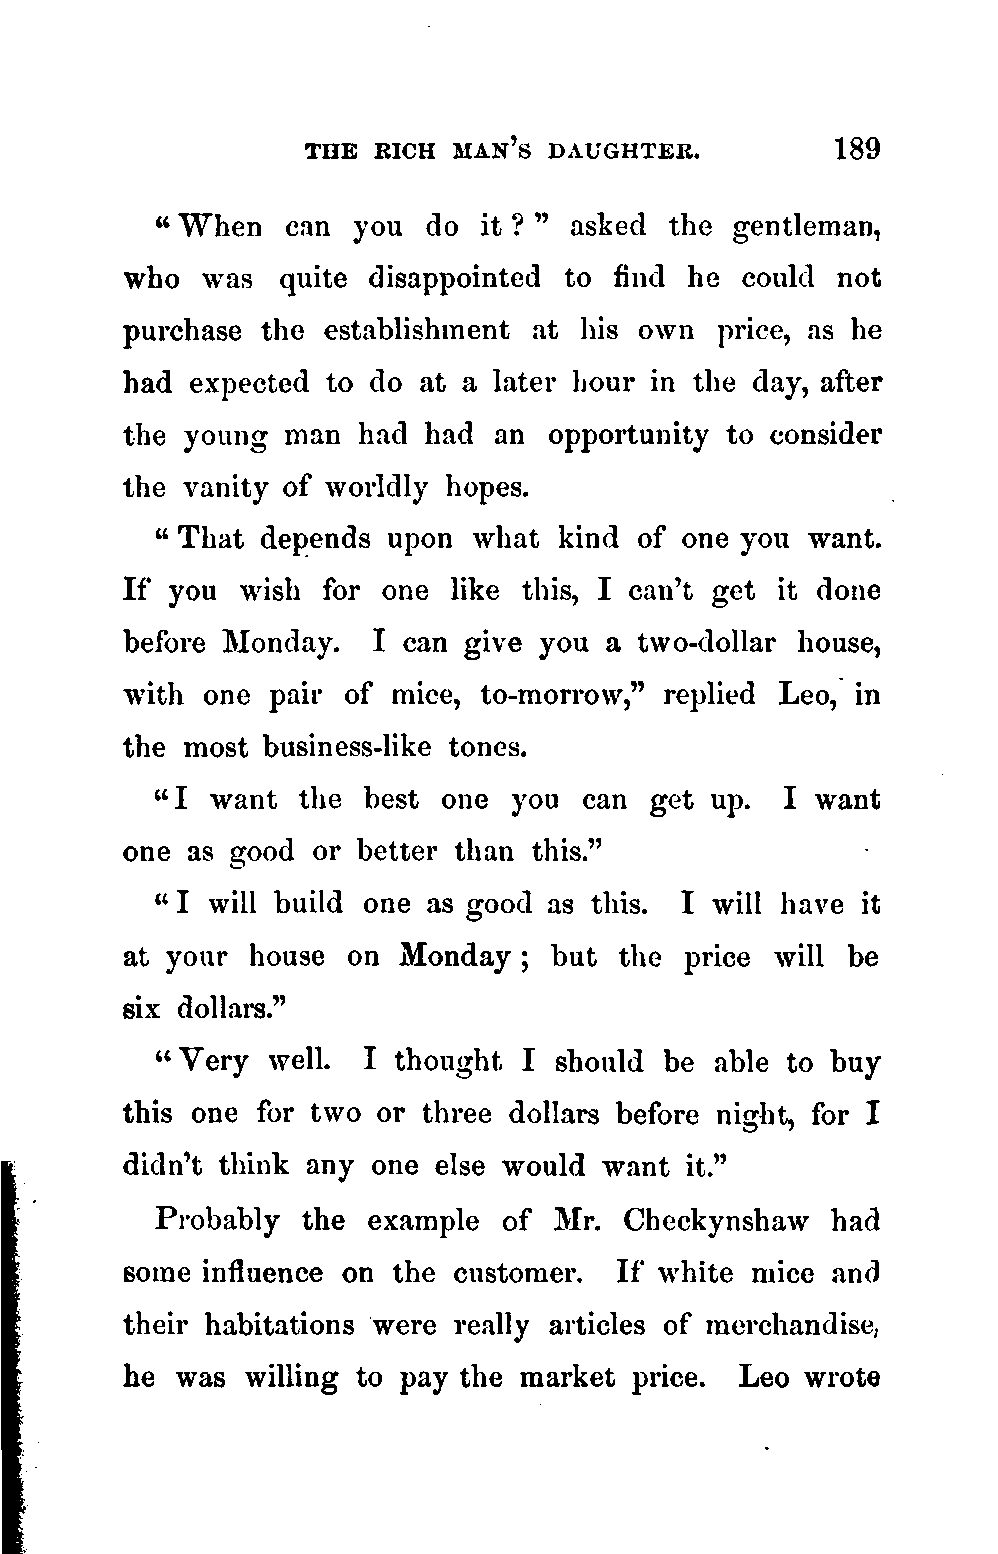 THE RICH MAN'S DAUGHTER. 189
"When can you do it?" asked the gentleman,
who was quite disappointed to find he could not
purchase the establishment at his own price, as he
had expected to do at a later hour in the day, after
the young man had had an opportunity to consider
the vanity of worldly hopes.
"That depends upon what kind of one you want.
If you wish for one like this, I can't get it done
before Monday. I can give you a two-dollar house,
with one pair of mice, to-morrow," replied Leo, in
the most business-like tones.
"I want the best one you can get up. I want
one as good or better than this."
"I will build one as good as this. I will have it
at your house on Monday; but the price will be
six dollars."
"Very well. I thought I should be able to buy
this one for two or three dollars before night, for I
didn't think any one else would want it."
Probably the example of Mr. Checkynshaw had
some influence on the customer. If white mice and
their habitations were really articles of merchandise,
he was willing to pay the market price. Leo wrote